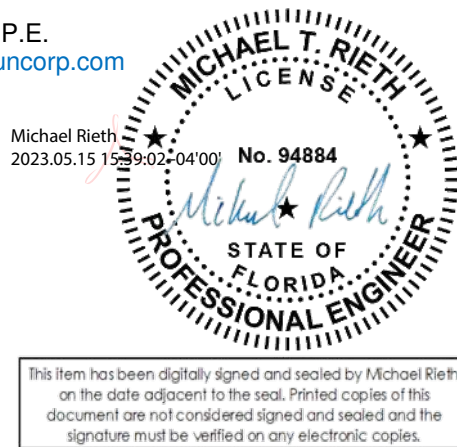 P.E.
uncorp.com
Michael Rieth
2023.05.15 15:39:02-04'00'
MICHAEL T. RIETH
LICENSE
No. 94884
STATE OF
FLORIDA
PROFESSIONAL ENGINEER
This item has been digitally signed and sealed by Michael Rieth
on the date adjacent to the seal. Printed copies of this
document are not considered signed and sealed and the
signature must be verified on any electronic copies.